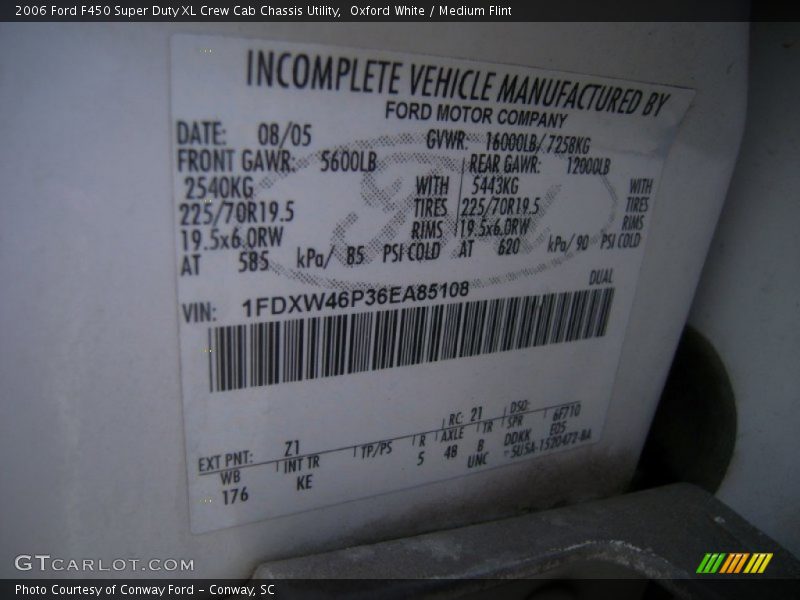 2006 Ford F450 Super Duty XL Crew Cab Chassis Utility, Oxford White / Medium Flint
INCOMPLETE VEHICLE MANUFACTURED BY
FORD MOTOR COMPANY
DATE: 08/05 GVWR: 16000LB/ 7258KG
FRONT GAWR: 5600LB REAR GAWR: 12000LB
2540KG WITH 5443KG WITH
225/70R19.5 TIRES 225/70R19.5 TIRES
19.5x6.0RW RIMS 19.5x6.0RW RIMS
AT 585 kPa/ 85 PSI COLD AT 620 kPa/ 90 PSI COLD
DUAL
VIN: 1FDXW46P36EA85108
EXT PNT: Z1 RC: 21 DSO: 6F710
WB INT TR TP/PS R AXLE TR SPR E05
176 KE 5 48 B DDKK
UNC 5U5A-1520472-BA
GTCARLOT.COM
Photo Courtesy of Conway Ford – Conway, SC